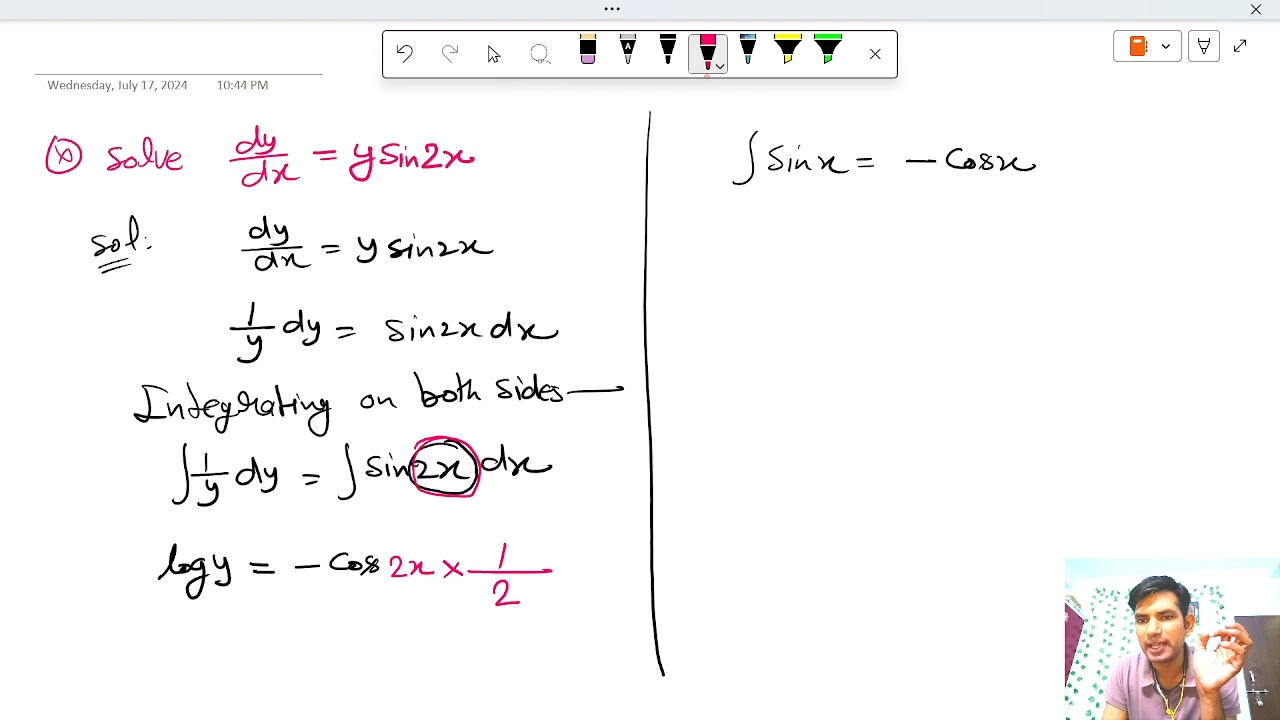 Wednesday, July 17, 2024 10:44 PM
solve dy/dx = y sin2x
∫ sinx = - cosx
sol:
dy/dx = y sin2x
1/y dy = sin2x dx
Integrating on both sides —
∫ 1/y dy = ∫ sin2x dx
logy = - cos 2x × 1/2